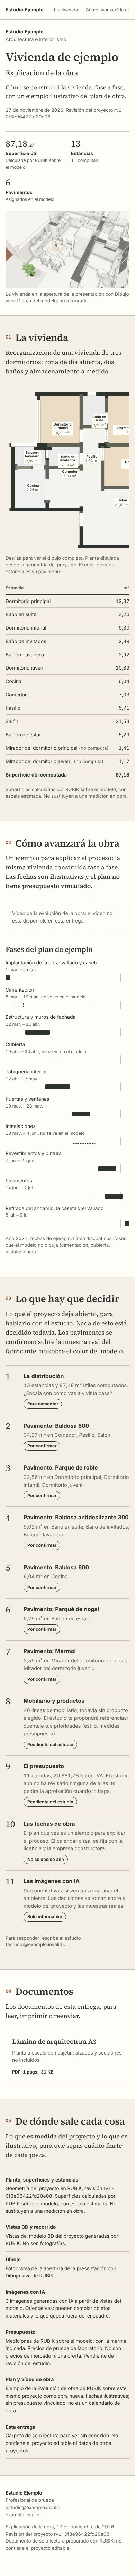 Estudio Ejemplo
La vivienda
Cómo avanzará la ob
Estudio Ejemplo
Arquitectura e interiorismo
Vivienda de ejemplo
Explicación de la obra
Cómo se construirá la vivienda, fase a fase,
con un ejemplo ilustrativo del plan de obra.
17 de noviembre de 2026. Revisión del proyecto rv1-
0f3e96422f620e08.
87,18 m²
Superficie útil
Calculada por RUBIK sobre
el modelo
13
Estancias
11 computan
6
Pavimentos
Asignados en el modelo
La vivienda en la apertura de la presentación con Dibujo
vivo. Dibujo del modelo, no fotografía.
01 La vivienda
Reorganización de una vivienda de tres
dormitorios: zona de día abierta, dos
baños y almacenamiento a medida.
Desliza para ver el dibujo completo. Planta dibujada
desde la geometría del proyecto. El color de cada
estancia es su pavimento.
Estancia m²
Dormitorio principal 12,37
Baño en suite 3,20
Dormitorio infantil 9,30
Baño de invitados 2,89
Balcón-lavadero 2,92
Dormitorio juvenil 10,89
Cocina 6,04
Comedor 7,03
Pasillo 5,71
Salón 21,53
Balcón de estar 5,29
Mirador del dormitorio principal (no computa) 1,41
Mirador del dormitorio juvenil (no computa) 1,17
Superficie útil computada 87,18
Superficies calculadas por RUBIK sobre el modelo, con
escala estimada. No sustituyen a una medición en obra.
02 Cómo avanzará la obra
Un ejemplo para explicar el proceso: la
misma vivienda construida fase a fase.
Las fechas son ilustrativas y el plan no
tiene presupuesto vinculado.
Vídeo de la evolución de la obra: el vídeo no
está disponible en esta entrega.
Fases del plan de ejemplo
Implantación de la obra: vallado y caseta
1 mar. – 5 mar.
Cimentación
8 mar. – 19 mar., no se ve en el modelo
Estructura y muros de fachada
22 mar. – 16 abr.
Cubierta
19 abr. – 30 abr., no se ve en el modelo
Tabiquería interior
12 abr. – 7 may.
Puertas y ventanas
10 may. – 28 may.
Instalaciones
10 may. – 4 jun., no se ve en el modelo
Revestimientos y pintura
7 jun. – 25 jun.
Pavimentos
14 jun. – 2 jul.
Retirada del andamio, la caseta y el vallado
5 jul. – 9 jul.
Año 2027, fechas de ejemplo. Línea discontinua: fases
que el modelo no dibuja (cimentación, cubierta,
instalaciones).
03 Lo que hay que decidir
Lo que el proyecto deja abierto, para
hablarlo con el estudio. Nada de esto está
decidido todavía. Los pavimentos se
confirman sobre la muestra real del
fabricante, no sobre el color del modelo.
1 La distribución
13 estancias y 87,18 m² útiles computados.
¿Encaja con cómo vas a vivir la casa?
Para comentar
2 Pavimento: Baldosa 800
34,27 m² en Comedor, Pasillo, Salón.
Por confirmar
3 Pavimento: Parqué de roble
32,56 m² en Dormitorio principal, Dormitorio
infantil, Dormitorio juvenil.
Por confirmar
4 Pavimento: Baldosa antideslizante 300
9,02 m² en Baño en suite, Baño de invitados,
Balcón-lavadero.
Por confirmar
5 Pavimento: Baldosa 600
6,04 m² en Cocina.
Por confirmar
6 Pavimento: Parqué de nogal
5,29 m² en Balcón de estar.
Por confirmar
7 Pavimento: Mármol
2,59 m² en Mirador del dormitorio principal,
Mirador del dormitorio juvenil.
Por confirmar
8 Mobiliario y productos
40 líneas de mobiliario, todavía sin producto
elegido. El estudio te propondrá referencias;
cuéntale tus prioridades (estilo, medidas,
presupuesto).
Pendiente del estudio
9 El presupuesto
11 partidas, 20.881,78 € con IVA. El estudio
aún no la ha revisado ninguna de ellas: te
pedirá la aprobación cuando lo haga.
Pendiente del estudio
10 Las fechas de obra
El plan que ves es un ejemplo para explicar
el proceso. El calendario real se fija con la
licencia y la empresa constructora.
No se decide aún
11 Las imágenes con IA
Son orientativas: sirven para imaginar el
ambiente. Las decisiones se toman sobre el
modelo del proyecto y las muestras reales.
Solo informativo
Para responder, escribe al estudio
(estudio@example.invalid).
04 Documentos
Los documentos de esta entrega, para
leer, imprimir o reenviar.
Lámina de arquitectura A3
Planta a escala con cajetín, alzados y secciones
no incluidos.
PDF, 1 págs., 31 KB
05 De dónde sale cada cosa
Lo que es medida del proyecto y lo que es
ilustrativo, para que sepas cuánto fiarte
de cada pieza.
Planta, superficies y estancias
Geometría del proyecto en RUBIK, revisión rv1-
0f3e96422f620e08. Superficies calculadas por
RUBIK sobre el modelo, con escala estimada. No
sustituyen a una medición en obra.
Vistas 3D y recorrido
Vistas del modelo 3D del proyecto generadas por
RUBIK. No son fotografías.
Dibujo
Fotograma de la apertura de la presentación con
Dibujo vivo de RUBIK.
Imágenes con IA
3 imágenes generadas con IA a partir de vistas del
modelo. Orientativas: pueden cambiar objetos,
materiales y lo que queda fuera del encuadre.
Presupuesto
Mediciones de RUBIK sobre el modelo, con la merma
indicada. Precios de prueba de laboratorio. No son
precios de mercado ni una oferta. Pendiente de
revisión del estudio.
Plan y vídeo de obra
Ejemplo de la Evolución de obra de RUBIK sobre este
mismo proyecto como obra nueva. Fechas ilustrativas;
sin presupuesto vinculado; no es un calendario de
obra.
Esta entrega
Carpeta de solo lectura para ver sin conexión. No
contiene el proyecto editable ni datos de otros
proyectos.
Estudio Ejemplo
Profesional de prueba
estudio@example.invalid
example.invalid
Explicación de la obra, 17 de noviembre de 2026.
Revisión del proyecto rv1-0f3e96422f620e08.
Documento de solo lectura preparado con RUBIK; no
contiene el proyecto editable.